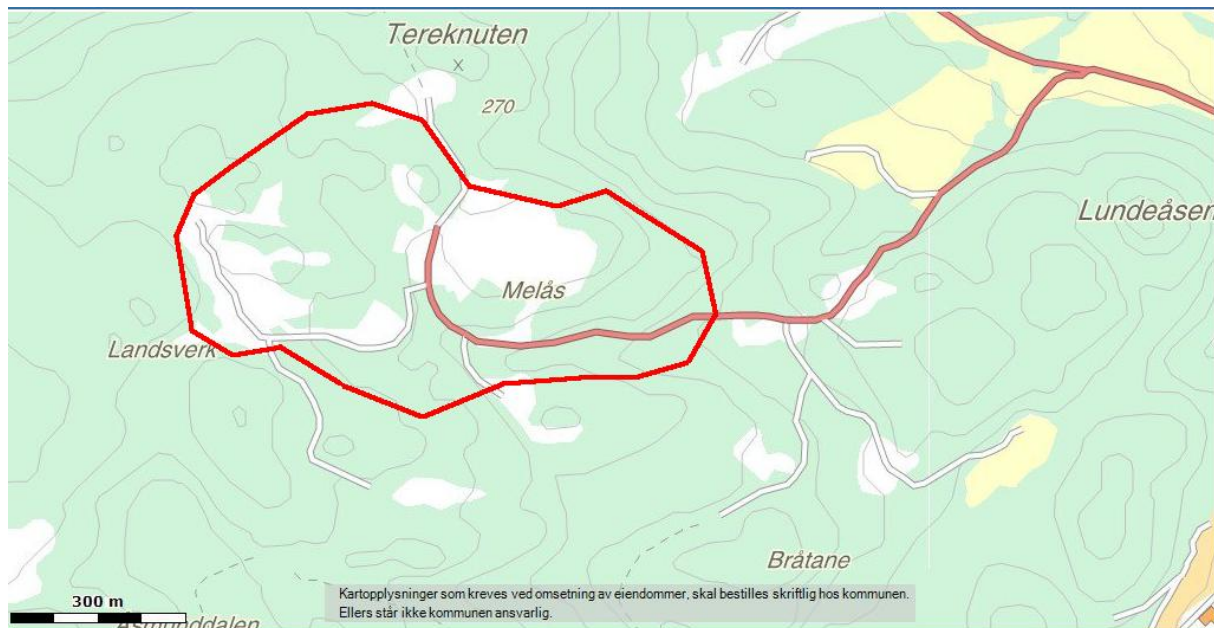 Tereknuten
270
Lundeåsen
Melås
Landsverk
Bråtane
300 m
Kartopplysninger som kreves ved omsetning av eiendommer, skal bestilles skriftlig hos kommunen.
Ellers står ikke kommunen ansvarlig.
Åsmunddalen